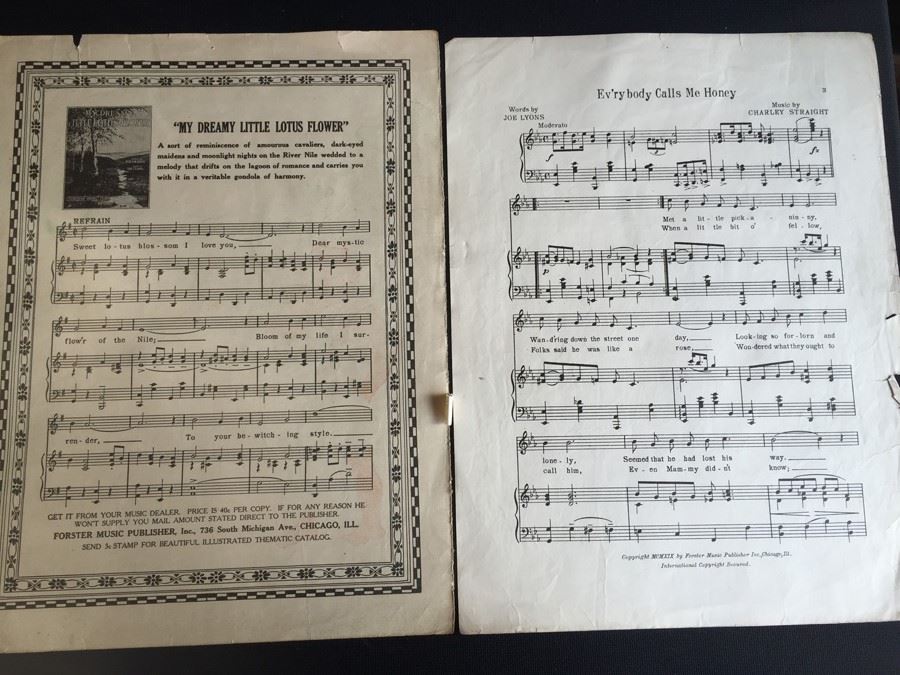 "MY DREAMY LITTLE LOTUS FLOWER"
A sort of reminiscence of amourous cavaliers, dark-eyed
maidens and moonlight nights on the River Nile wedded to a
melody that drifts on the lagoon of romance and carries you
with it in a veritable gondola of harmony.
REFRAIN
Sweet lo - tus blos - som I love you, Dear mys-tic
flow'r of the Nile; Bloom of my life I sur-
ren - der, To your be - witch - ing style.
GET IT FROM YOUR MUSIC DEALER. PRICE IS 40c PER COPY. IF FOR ANY REASON HE
WON'T SUPPLY YOU MAIL AMOUNT STATED DIRECT TO THE PUBLISHER.
FORSTER MUSIC PUBLISHER, Inc., 736 South Michigan Ave., CHICAGO, ILL.
SEND 5c STAMP FOR BEAUTIFUL ILLUSTRATED THEMATIC CATALOG.
3
Ev'rybody Calls Me Honey
Words by
JOE LYONS
Music by
CHARLEY STRAIGHT
Moderato
f
fz
Met a lit - tle pick - a - nin - ny,
When a lit tle bit o' fel - low,
p
Wan-d'ring down the street one day, Look-ing so for-lorn and
Folks said he was like a rose, Won-dered what they ought to
lone - ly, Seemed that he had lost his way.
call him, Ev - en Mam - my did - n't know;
Copyright MCMXIX by Forster Music Publisher Inc., Chicago, Ill.
International Copyright Secured.